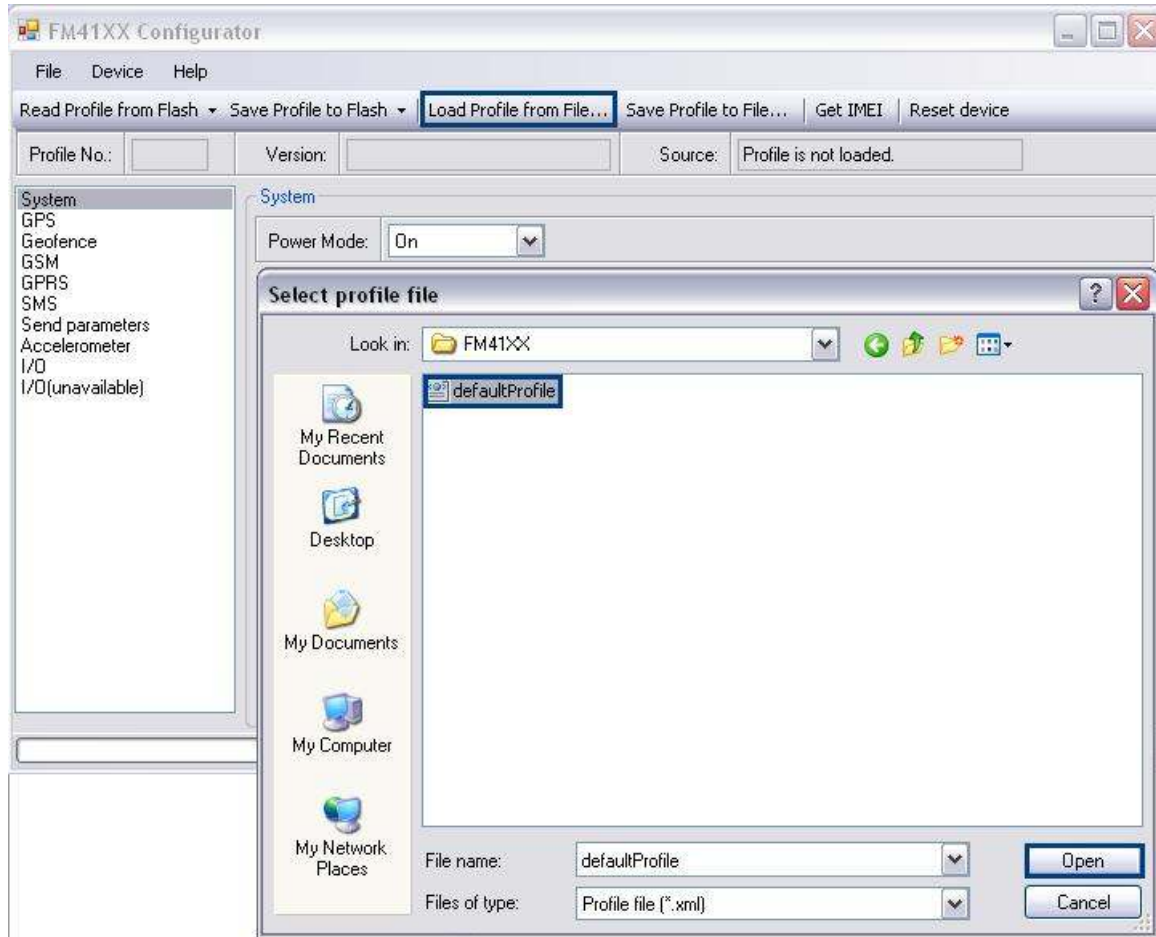 FM41XX Configurator
File Device Help
Read Profile from Flash Save Profile to Flash Load Profile from File... Save Profile to File... Get IMEI Reset device
Profile No.: Version: Source: Profile is not loaded.
System
GPS
Geofence
GSM
GPRS
SMS
Send parameters
Accelerometer
I/O
I/O(unavailable)
System
Power Mode: On
Select profile file
Look in: FM41XX
My Recent
Documents
Desktop
My Documents
My Computer
My Network
Places
defaultProfile
File name: defaultProfile Open
Files of type: Profile file (*.xml) Cancel